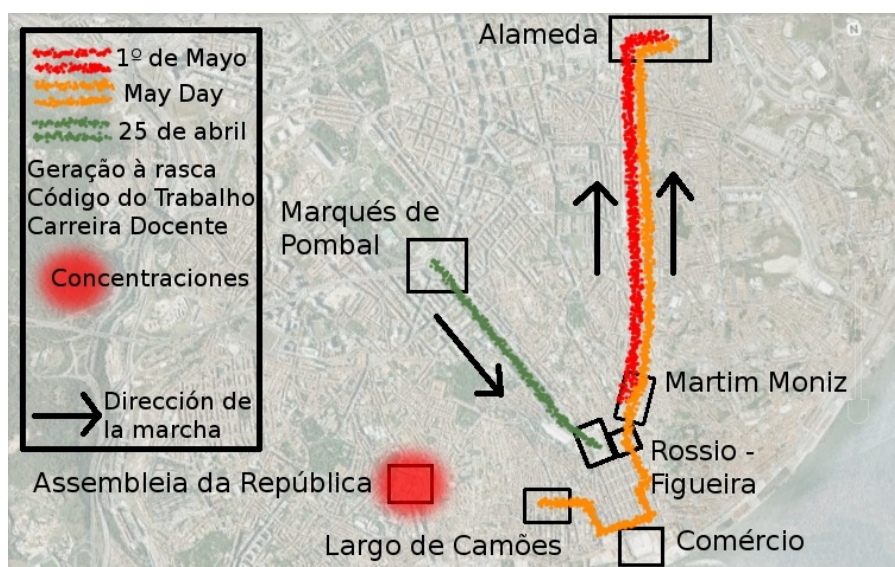 1º de Mayo
May Day
25 de abril
Geração à rasca
Código do Trabalho
Carreira Docente
Concentraciones
Dirección de
la marcha
Alameda
N
Marqués de
Pombal
Martim Moniz
Rossio -
Figueira
Assembleia da República
Largo de Camões
Comércio